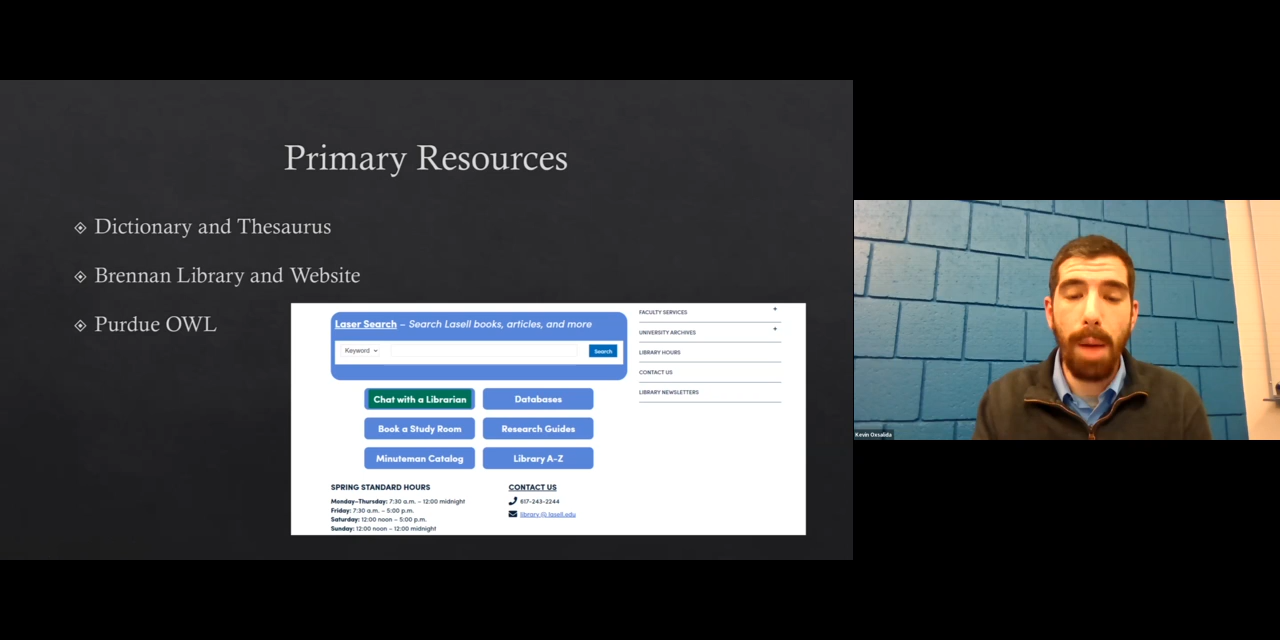 Primary Resources
Dictionary and Thesaurus
Brennan Library and Website
Purdue OWL
Laser Search – Search Lasell books, articles, and more
Keyword
Search
Chat with a Librarian
Databases
Book a Study Room
Research Guides
Minuteman Catalog
Library A-Z
SPRING STANDARD HOURS
Monday–Thursday: 7:30 a.m. – 12:00 midnight
Friday: 7:30 a.m. – 5:00 p.m.
Saturday: 12:00 noon – 5:00 p.m.
Sunday: 12:00 noon – 12:00 midnight
CONTACT US
617-243-2244
library @ lasell.edu
FACULTY SERVICES +
UNIVERSITY ARCHIVES +
LIBRARY HOURS
CONTACT US
LIBRARY NEWSLETTERS
Kevin Oxsalida